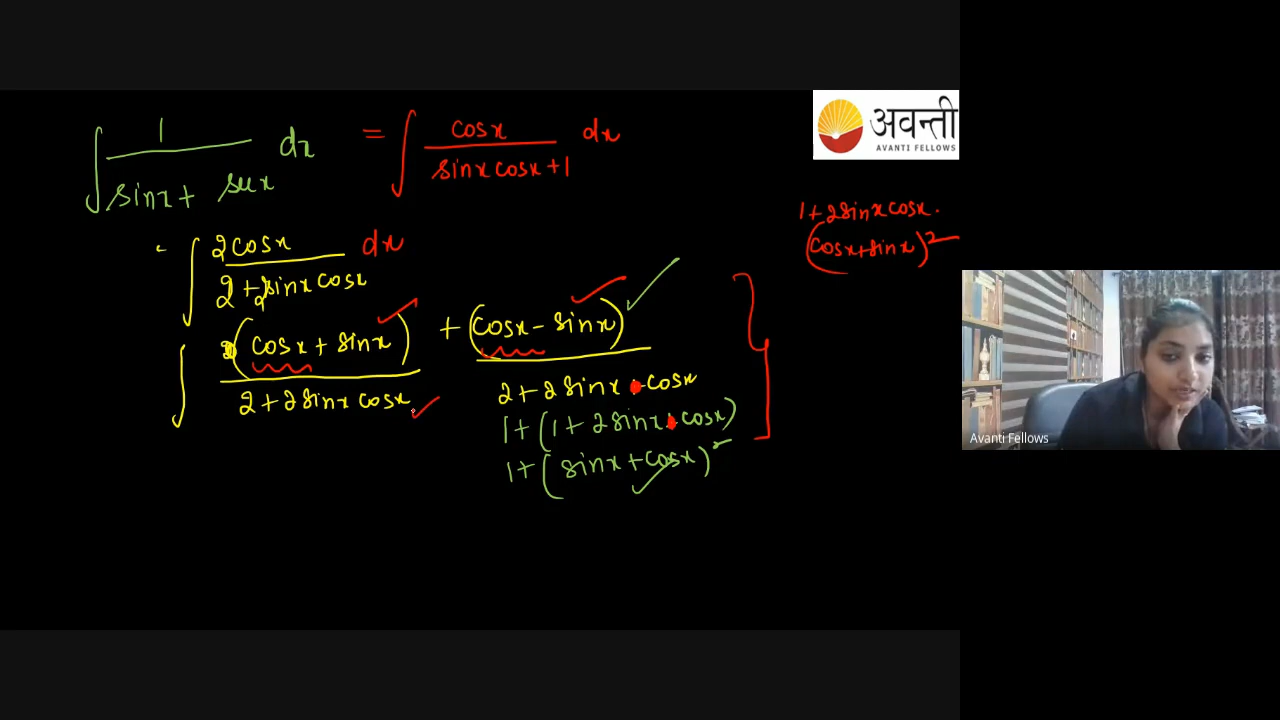 ∫ 1/(sinx + secx) dx = ∫ cosx/(sinx cosx + 1) dx
∫ 2cosx/(2 + 2sinx cosx) dx
∫ (cosx + sinx)/(2 + 2sinx cosx) + (cosx - sinx)/(2 + 2sinx cosx)
1 + (1 + 2sinx cosx)
1 + (sinx + cosx)²
1 + 2sinx cosx.
(cosx + sinx)²
अवन्ती
AVANTI FELLOWS
Avanti Fellows